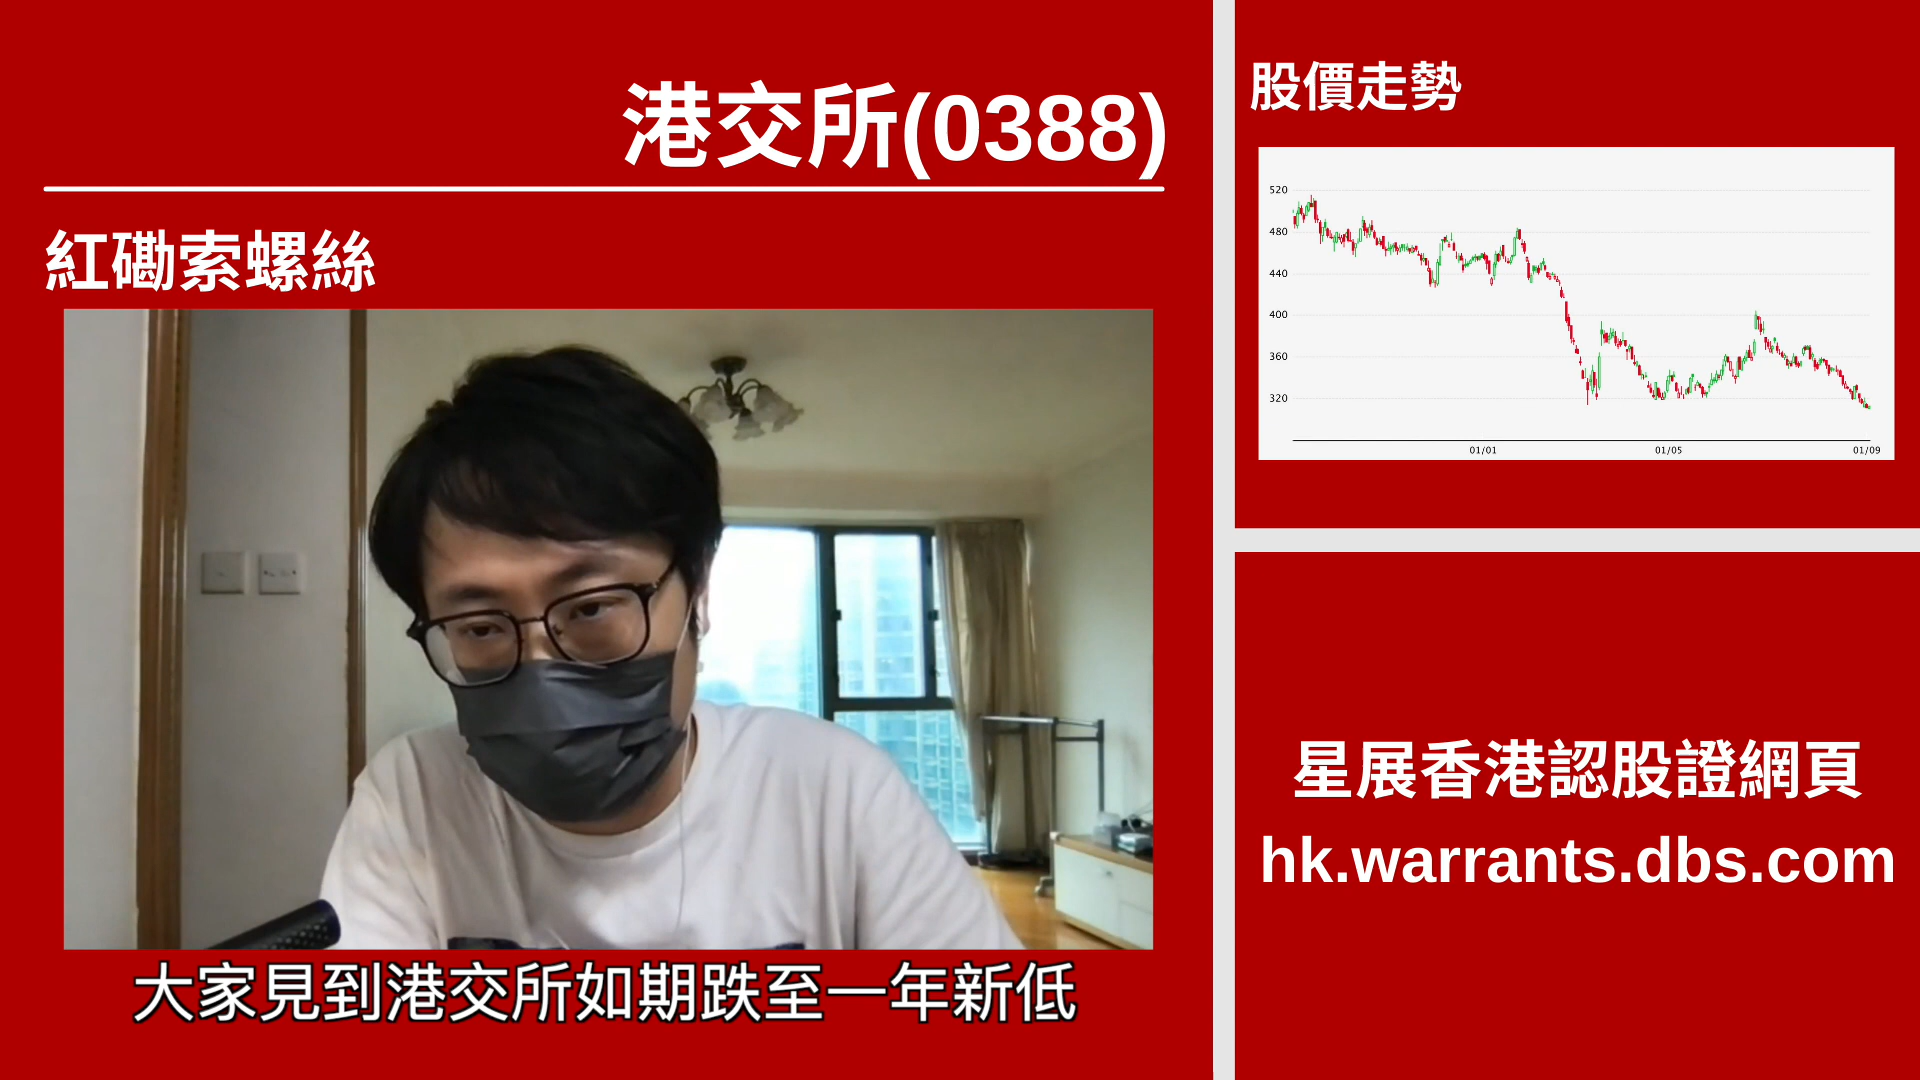 港交所(0388)
紅磡索螺絲
大家見到港交所如期跌至一年新低
股價走勢
520
480
440
400
360
320
01/01
01/05
01/09
星展香港認股證網頁
hk.warrants.dbs.com